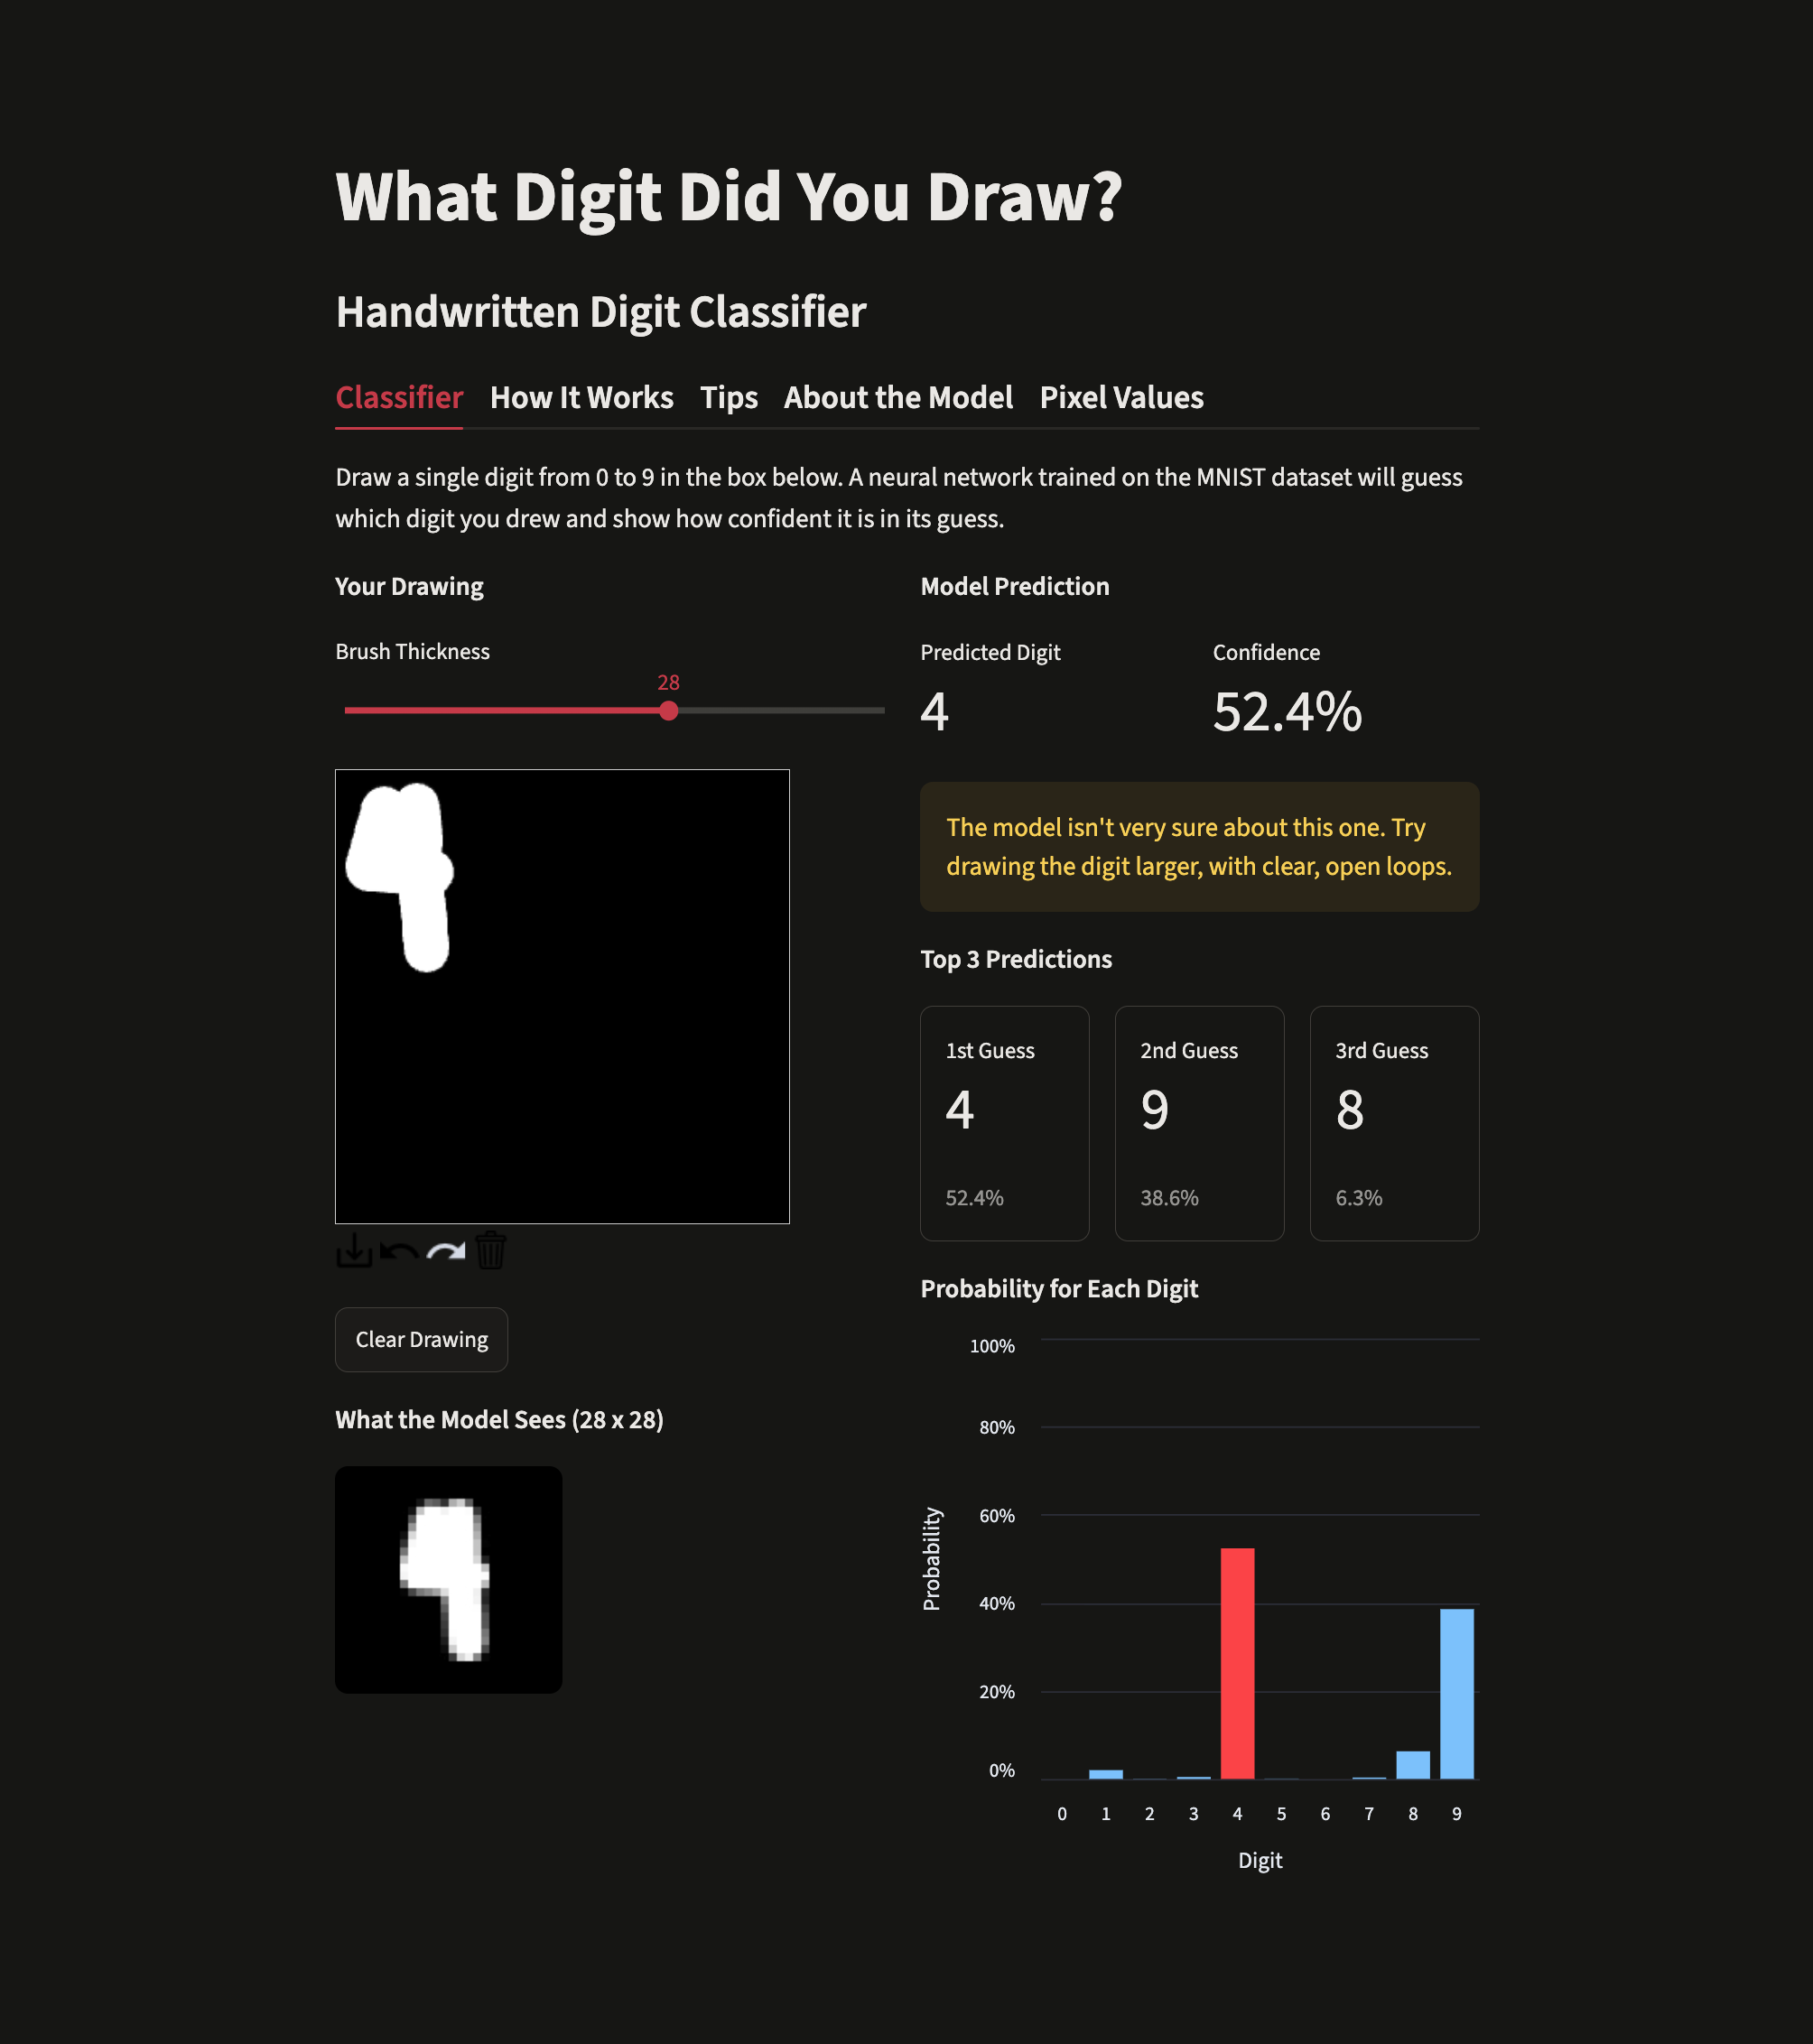 What Digit Did You Draw?
Handwritten Digit Classifier
Classifier How It Works Tips About the Model Pixel Values
Draw a single digit from 0 to 9 in the box below. A neural network trained on the MNIST dataset will guess
which digit you drew and show how confident it is in its guess.
Your Drawing
Brush Thickness
28
Clear Drawing
What the Model Sees (28 x 28)
Model Prediction
Predicted Digit
4
Confidence
52.4%
The model isn't very sure about this one. Try
drawing the digit larger, with clear, open loops.
Top 3 Predictions
1st Guess
4
52.4%
2nd Guess
9
38.6%
3rd Guess
8
6.3%
Probability for Each Digit
Probability
100%
80%
60%
40%
20%
0%
0 1 2 3 4 5 6 7 8 9
Digit